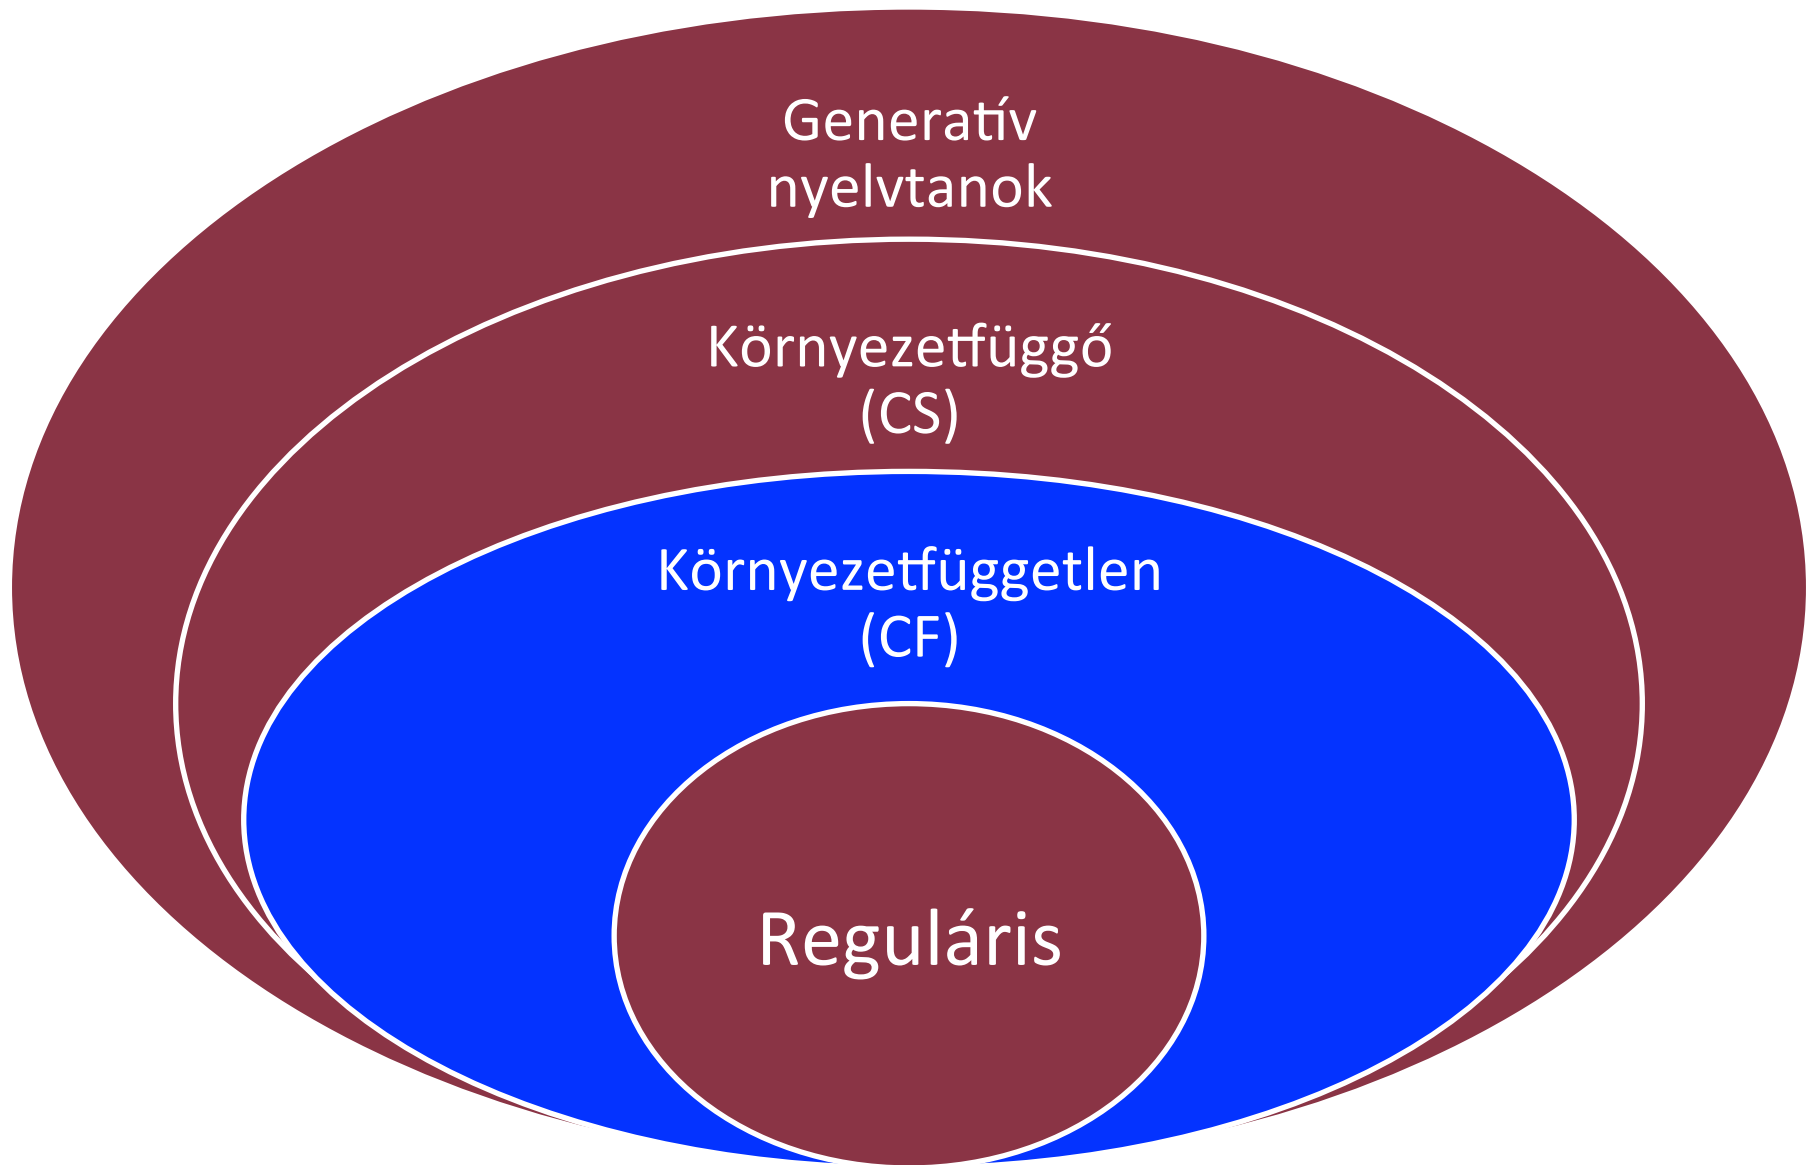 Generatív
nyelvtanok
Környezetfüggő
(CS)
Környezetfüggetlen
(CF)
Reguláris